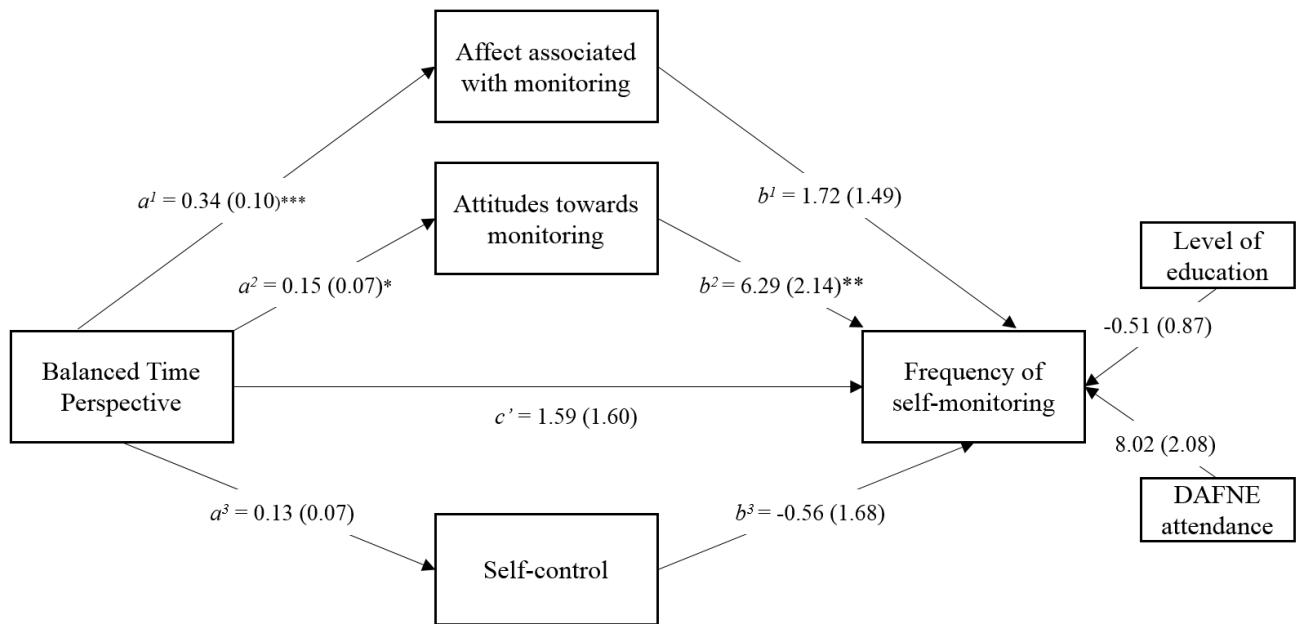 Affect associated
with monitoring
a¹ = 0.34 (0.10)***
b¹ = 1.72 (1.49)
Attitudes towards
monitoring
a² = 0.15 (0.07)*
b² = 6.29 (2.14)**
Level of
education
-0.51 (0.87)
Balanced Time
Perspective
c’ = 1.59 (1.60)
Frequency of
self-monitoring
8.02 (2.08)
DAFNE
attendance
a³ = 0.13 (0.07)
b³ = -0.56 (1.68)
Self-control